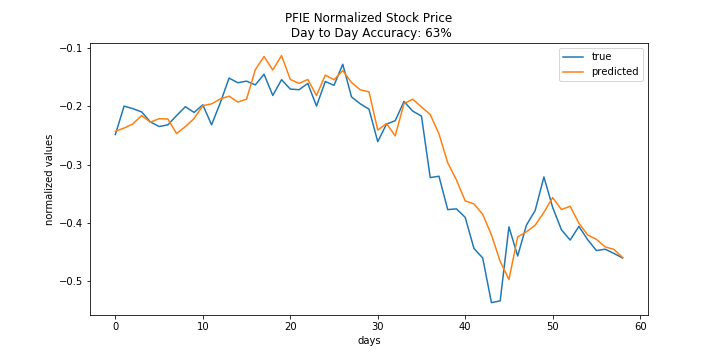 PFIE Normalized Stock Price
Day to Day Accuracy: 63%
true
predicted
normalized values
−0.1
−0.2
−0.3
−0.4
−0.5
0
10
20
30
40
50
60
days